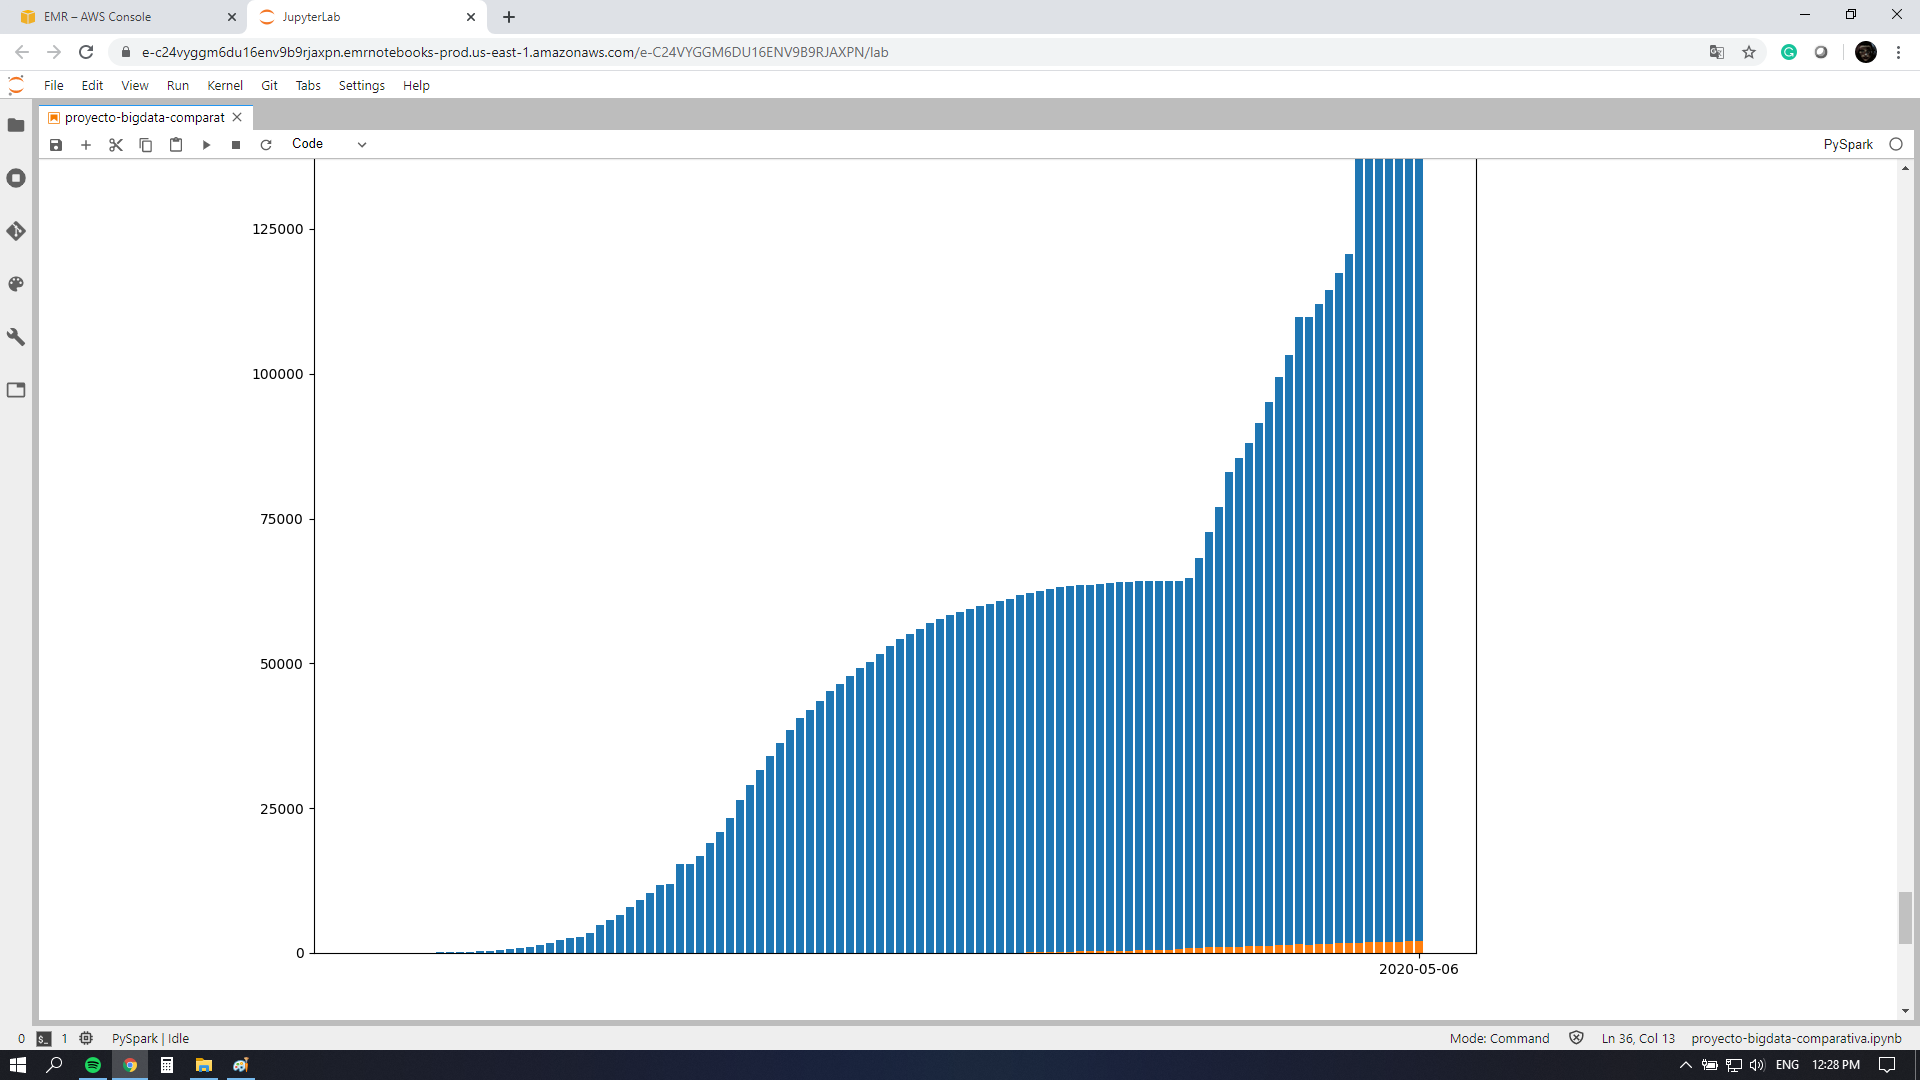 EMR – AWS Console
JupyterLab
e-c24vyggm6du16env9b9rjaxpn.emrnotebooks-prod.us-east-1.amazonaws.com/e-C24VYGGM6DU16ENV9B9RJAXPN/lab
File Edit View Run Kernel Git Tabs Settings Help
proyecto-bigdata-comparat
Code
PySpark
125000
100000
75000
50000
25000
0
2020-05-06
0 $_ 1 PySpark | Idle
Mode: Command Ln 36, Col 13 proyecto-bigdata-comparativa.ipynb
ENG 12:28 PM